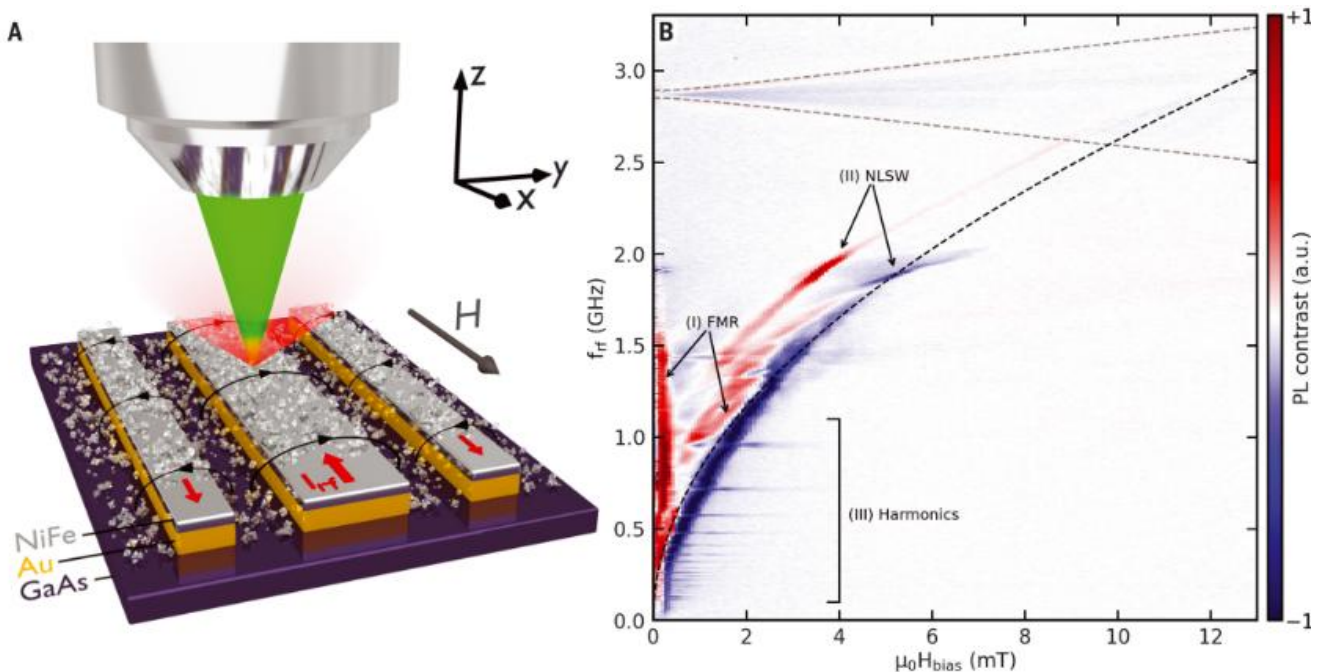 A
z
y
x
H
I_rf
NiFe
Au
GaAs
B
3.0
2.5
2.0
1.5
1.0
0.5
0.0
f_rf (GHz)
(II) NLSW
(I) FMR
(III) Harmonics
0
2
4
6
8
10
12
μ₀H_bias (mT)
+1
−1
PL contrast (a.u.)